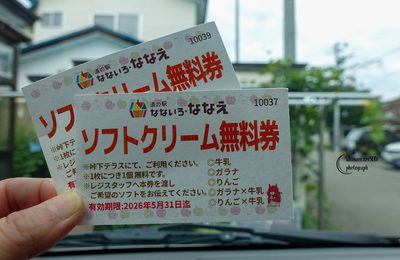 10039
道の駅
なないろ・ななえ
ソフトクリーム無料券
10037
道の駅
なないろ・ななえ
ソフトクリーム無料券
※峠下テラスにて、ご利用ください。
※1枚につき1個無料です。
※レジスタッフへ本券を渡し
ご希望のソフトをお伝えください。
有効期限:2026年5月31日迄
◎牛乳
◎ガラナ
◎りんご
◎ガラナ×牛乳
◎りんご×牛乳
photograph